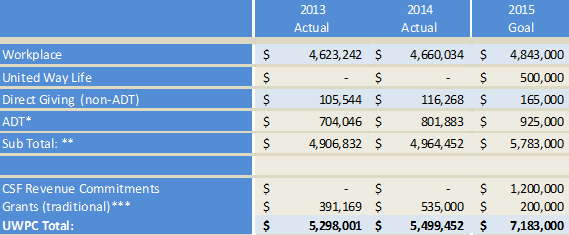 2013 2014 2015
Actual Actual Goal
Workplace $ 4,623,242 $ 4,660,034 $ 4,843,000
United Way Life $ - $ - $ 500,000
Direct Giving (non-ADT) $ 105,544 $ 116,268 $ 165,000
ADT* $ 704,046 $ 801,883 $ 925,000
Sub Total: ** $ 4,906,832 $ 4,964,452 $ 5,783,000
CSF Revenue Commitments $ - $ - $ 1,200,000
Grants (traditional)*** $ 391,169 $ 535,000 $ 200,000
UWPC Total: $ 5,298,001 $ 5,499,452 $ 7,183,000